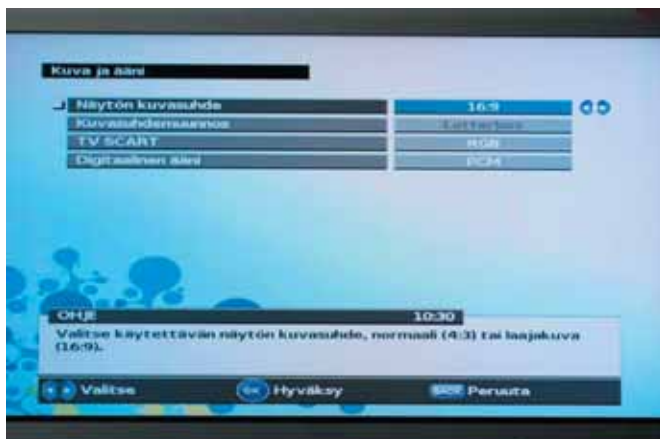 Kuva ja ääni
Näytön kuvasuhde 16:9
Kuvasuhdemuunnos Letterbox
TV SCART RGB
Digitaalinen ääni PCM
OHJE 10:30
Valitse käytettävän näytön kuvasuhde, normaali (4:3) tai laajakuva
(16:9).
Valitse OK Hyväksy BACK Peruuta